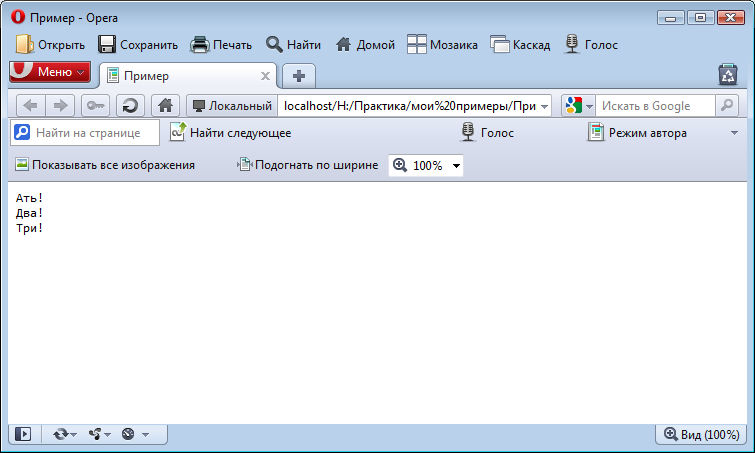 Пример - Opera
Открыть Сохранить Печать Найти Домой Мозаика Каскад Голос
Меню Пример
Локальный localhost/H:/Практика/мои%20примеры/При Искать в Google
Найти на странице Найти следующее Голос Режим автора
Показывать все изображения Подогнать по ширине 100%
Ать!
Два!
Три!
Вид (100%)